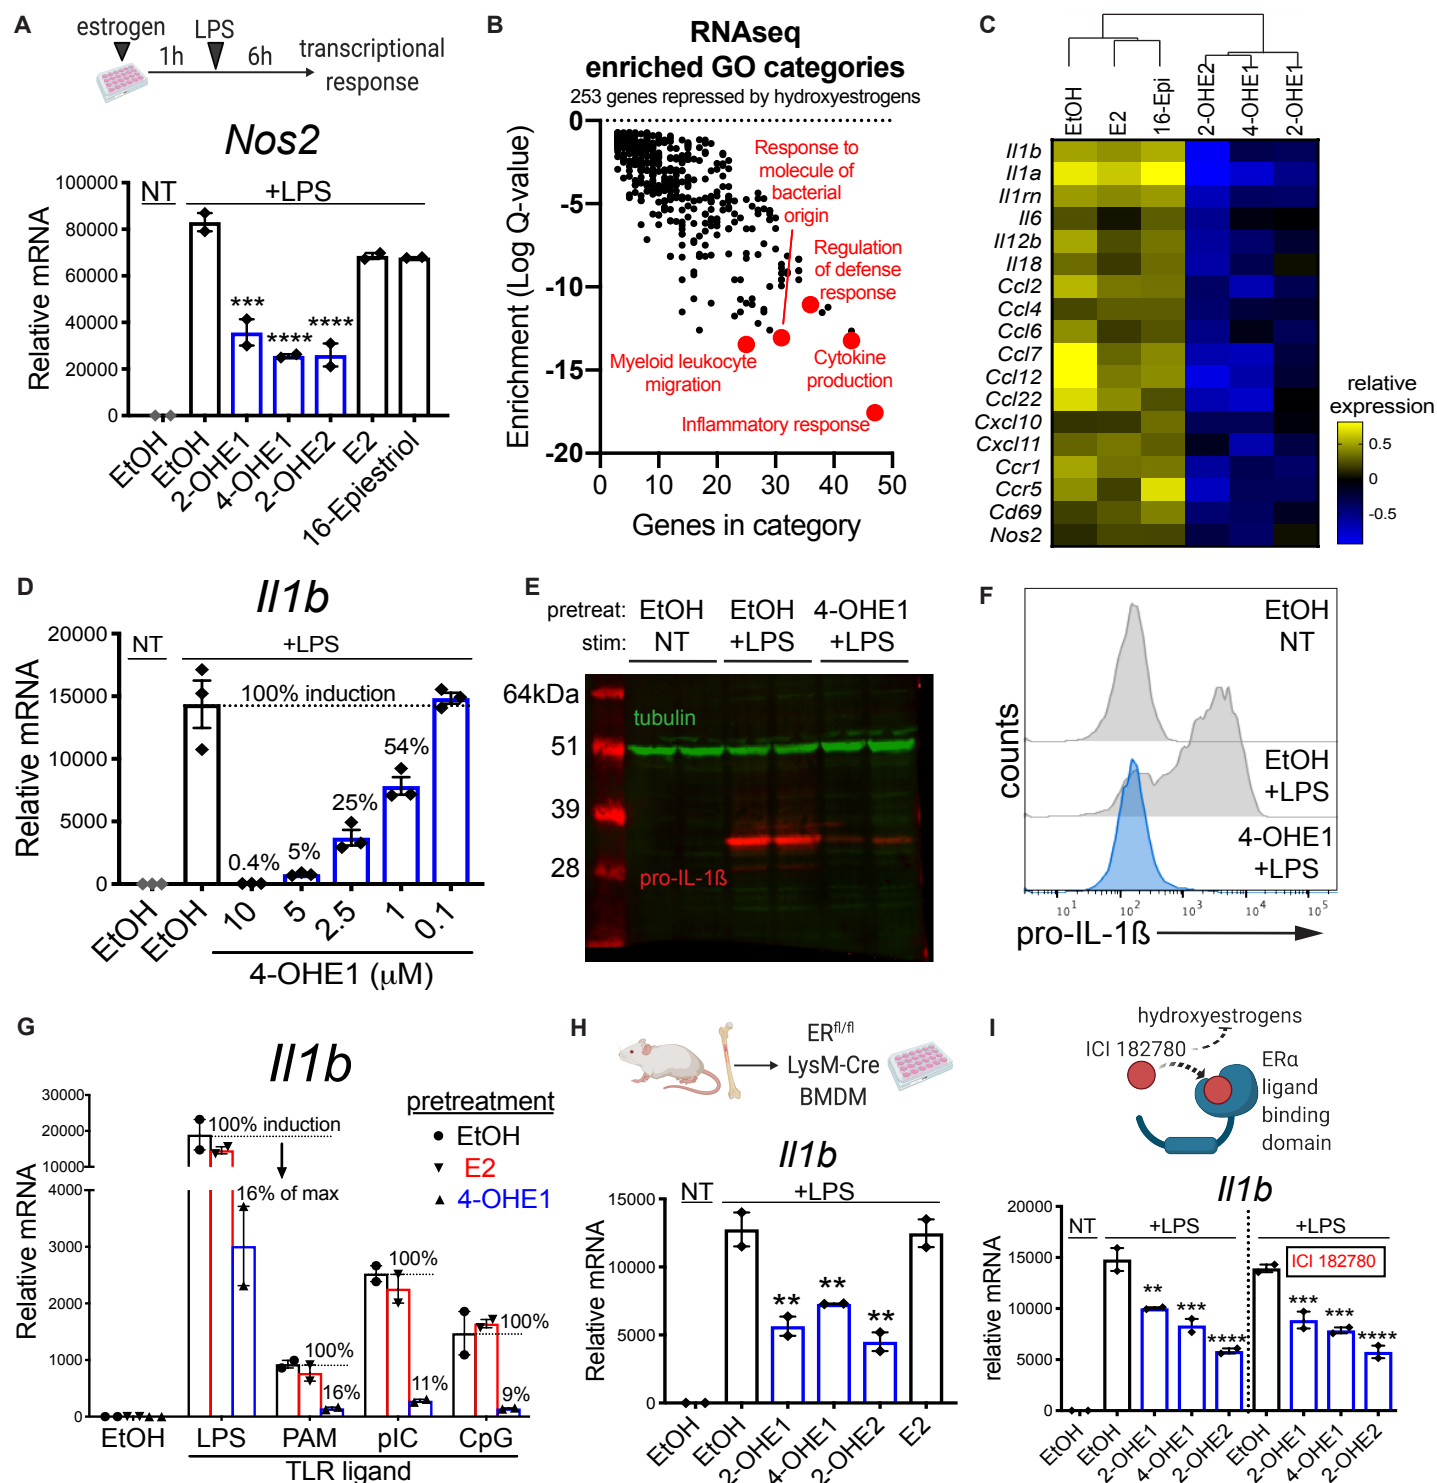 A
estrogen LPS
1h 6h transcriptional
response
Nos2
NT +LPS
Relative mRNA
100000
80000
60000
40000
20000
0
*** **** ****
EtOH EtOH 2-OHE1 4-OHE1 2-OHE2 E2 16-Epiestriol
B
RNAseq
enriched GO categories
253 genes repressed by hydroxyestrogens
Enrichment (Log Q-value)
0
-5
-10
-15
-20
Response to
molecule of
bacterial
origin
Regulation
of defense
response
Myeloid leukocyte
migration
Cytokine
production
Inflammatory response
0 10 20 30 40 50
Genes in category
C
EtOH E2 16-Epi 2-OHE2 4-OHE1 2-OHE1
Il1b
Il1a
Il1rn
Il6
Il12b
Il18
Ccl2
Ccl4
Ccl6
Ccl7
Ccl12
Ccl22
Cxcl10
Cxcl11
Ccr1
Ccr5
Cd69
Nos2
relative
expression
0.5
0
-0.5
D
Il1b
NT +LPS
Relative mRNA
20000
15000
10000
5000
0
100% induction
0.4% 5% 25% 54%
EtOH EtOH 10 5 2.5 1 0.1
4-OHE1 (μM)
E
pretreat: EtOH EtOH 4-OHE1
stim: NT +LPS +LPS
64kDa
51
39
28
tubulin
pro-IL-1ß
F
EtOH
NT
EtOH
+LPS
4-OHE1
+LPS
counts
10¹ 10² 10³ 10⁴ 10⁵
pro-IL-1ß
G
Il1b
Relative mRNA
30000
20000
10000
4000
3000
2000
1000
0
pretreatment
EtOH
E2
4-OHE1
100% induction
16% of max
100%
16%
100%
11%
100%
9%
EtOH LPS PAM pIC CpG
TLR ligand
H
ERfl/fl
LysM-Cre
BMDM
Il1b
NT +LPS
Relative mRNA
15000
10000
5000
0
** ** **
EtOH EtOH 2-OHE1 4-OHE1 2-OHE2 E2
I
hydroxyestrogens
ICI 182780
ERα
ligand
binding
domain
Il1b
NT +LPS +LPS
ICI 182780
relative mRNA
15000
10000
5000
0
** *** **** *** *** ****
EtOH EtOH 2-OHE1 4-OHE1 2-OHE2 EtOH 2-OHE1 4-OHE1 2-OHE2